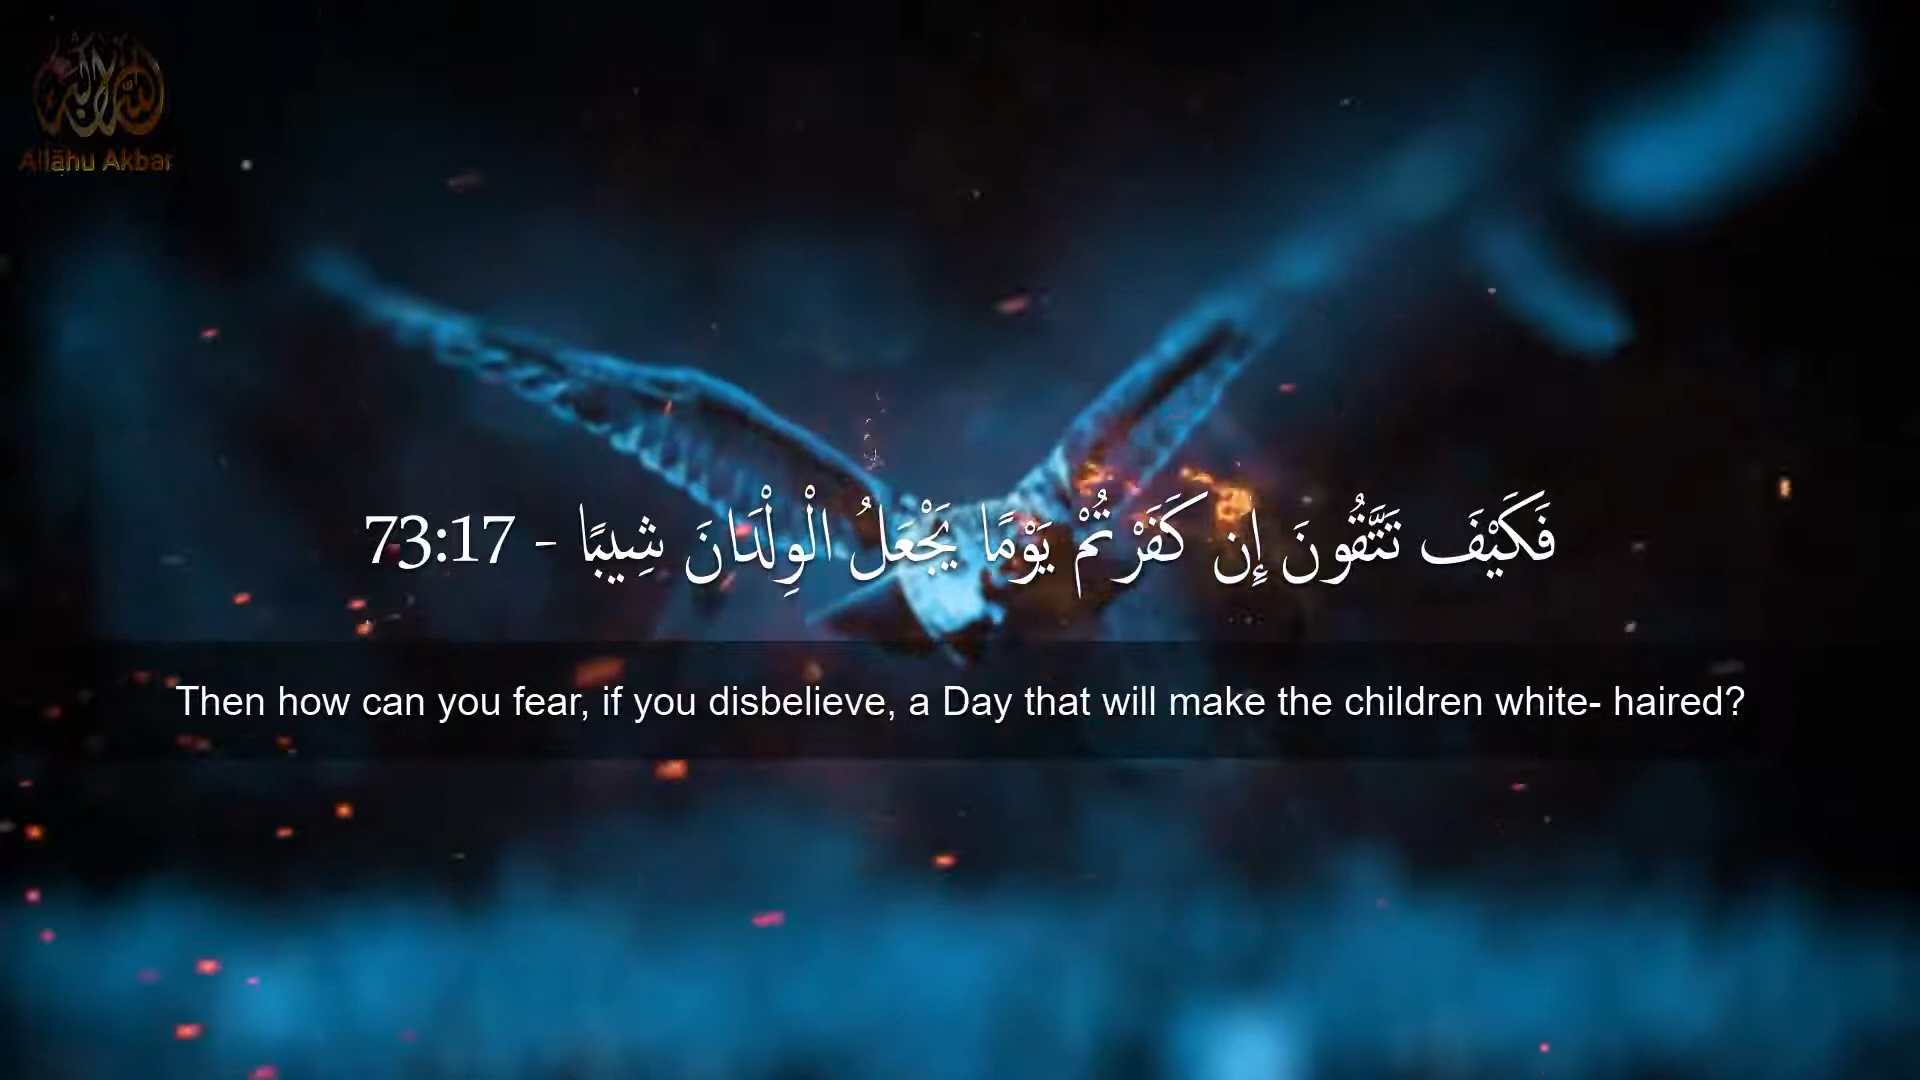 Allāhu Akbar
فَكَيْفَ تَتَّقُونَ إِن كَفَرْتُمْ يَوْمًا يَجْعَلُ الْوِلْدَانَ شِيبًا - 73:17
Then how can you fear, if you disbelieve, a Day that will make the children white- haired?